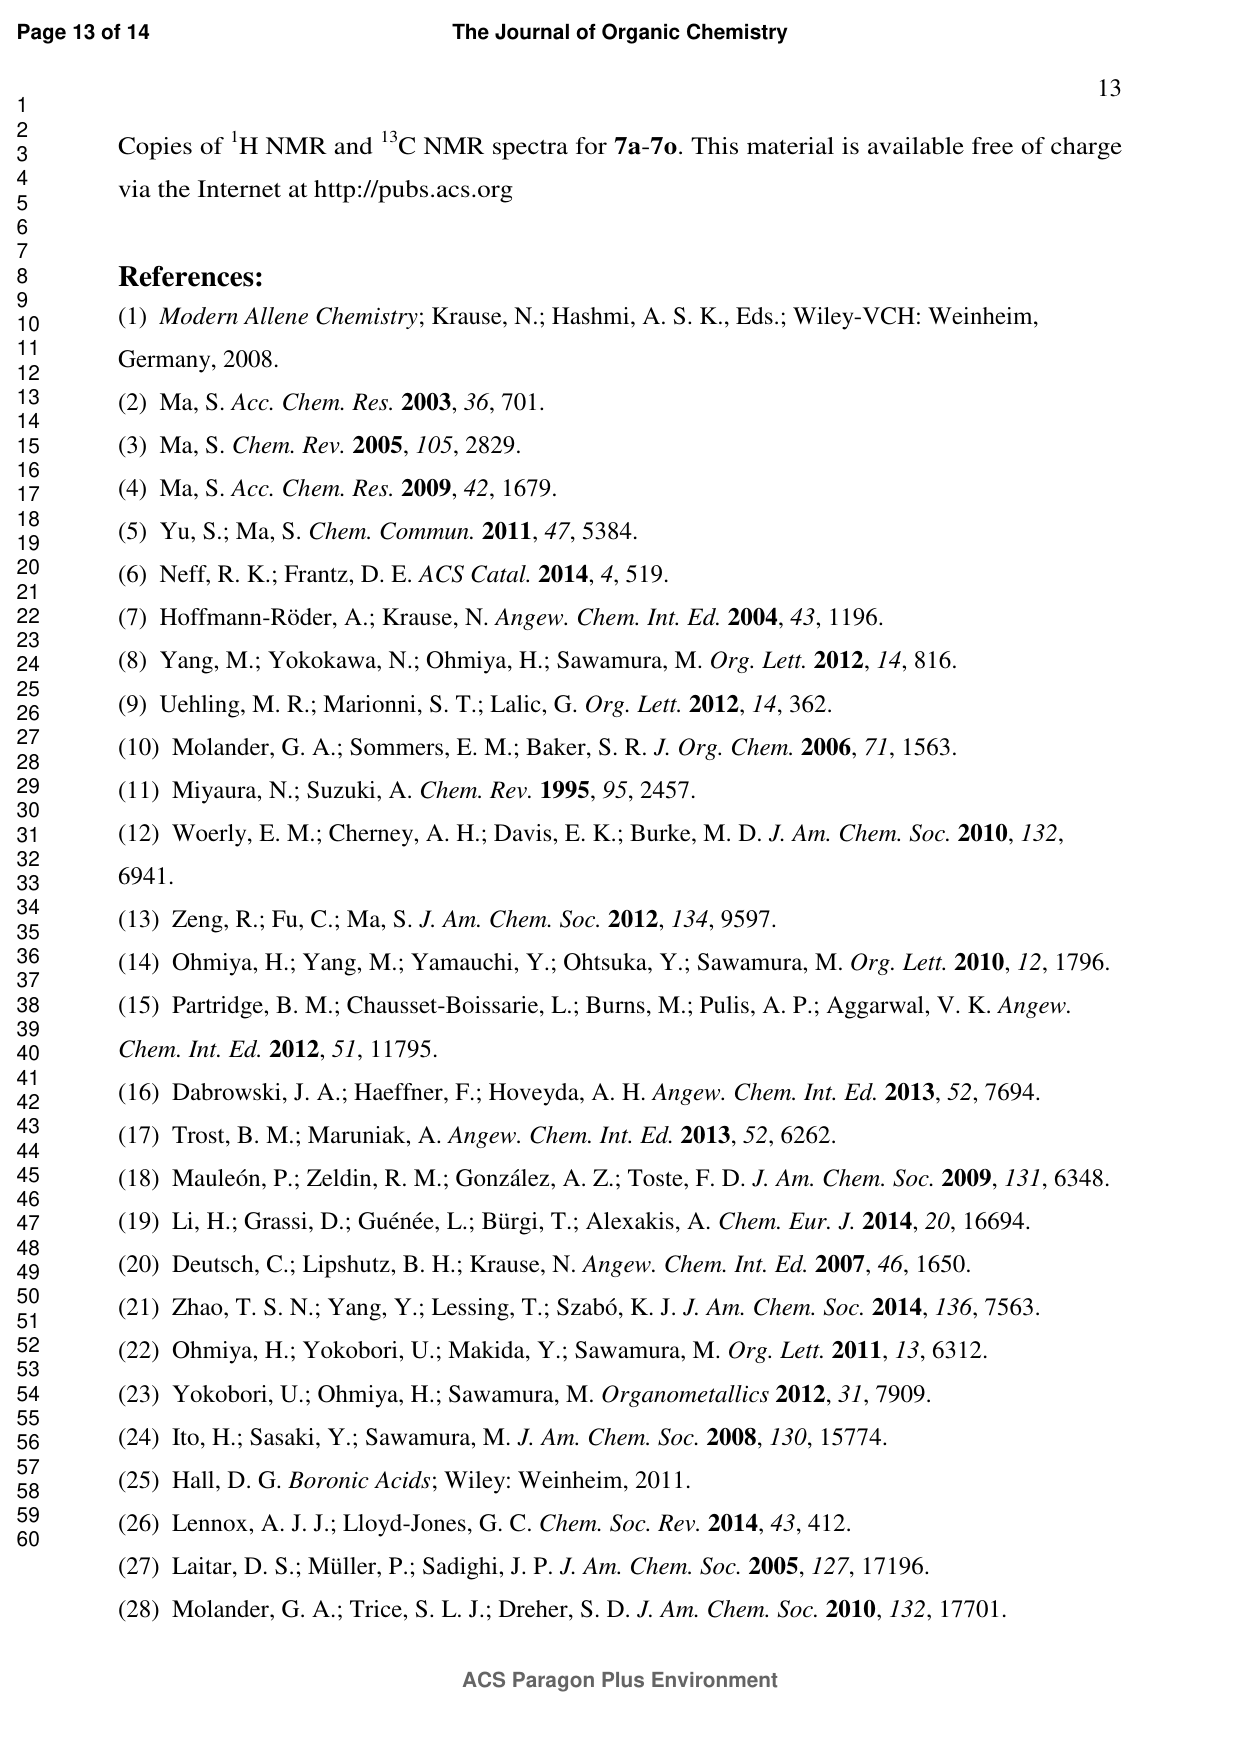 Page 13 of 14
The Journal of Organic Chemistry
13
1
2
3
4
5
6
7
8
9
10
11
12
13
14
15
16
17
18
19
20
21
22
23
24
25
26
27
28
29
30
31
32
33
34
35
36
37
38
39
40
41
42
43
44
45
46
47
48
49
50
51
52
53
54
55
56
57
58
59
60
Copies of ¹H NMR and ¹³C NMR spectra for 7a-7o. This material is available free of charge
via the Internet at http://pubs.acs.org
References:
(1) Modern Allene Chemistry; Krause, N.; Hashmi, A. S. K., Eds.; Wiley-VCH: Weinheim,
Germany, 2008.
(2) Ma, S. Acc. Chem. Res. 2003, 36, 701.
(3) Ma, S. Chem. Rev. 2005, 105, 2829.
(4) Ma, S. Acc. Chem. Res. 2009, 42, 1679.
(5) Yu, S.; Ma, S. Chem. Commun. 2011, 47, 5384.
(6) Neff, R. K.; Frantz, D. E. ACS Catal. 2014, 4, 519.
(7) Hoffmann-Röder, A.; Krause, N. Angew. Chem. Int. Ed. 2004, 43, 1196.
(8) Yang, M.; Yokokawa, N.; Ohmiya, H.; Sawamura, M. Org. Lett. 2012, 14, 816.
(9) Uehling, M. R.; Marionni, S. T.; Lalic, G. Org. Lett. 2012, 14, 362.
(10) Molander, G. A.; Sommers, E. M.; Baker, S. R. J. Org. Chem. 2006, 71, 1563.
(11) Miyaura, N.; Suzuki, A. Chem. Rev. 1995, 95, 2457.
(12) Woerly, E. M.; Cherney, A. H.; Davis, E. K.; Burke, M. D. J. Am. Chem. Soc. 2010, 132,
6941.
(13) Zeng, R.; Fu, C.; Ma, S. J. Am. Chem. Soc. 2012, 134, 9597.
(14) Ohmiya, H.; Yang, M.; Yamauchi, Y.; Ohtsuka, Y.; Sawamura, M. Org. Lett. 2010, 12, 1796.
(15) Partridge, B. M.; Chausset-Boissarie, L.; Burns, M.; Pulis, A. P.; Aggarwal, V. K. Angew.
Chem. Int. Ed. 2012, 51, 11795.
(16) Dabrowski, J. A.; Haeffner, F.; Hoveyda, A. H. Angew. Chem. Int. Ed. 2013, 52, 7694.
(17) Trost, B. M.; Maruniak, A. Angew. Chem. Int. Ed. 2013, 52, 6262.
(18) Mauleón, P.; Zeldin, R. M.; González, A. Z.; Toste, F. D. J. Am. Chem. Soc. 2009, 131, 6348.
(19) Li, H.; Grassi, D.; Guénée, L.; Bürgi, T.; Alexakis, A. Chem. Eur. J. 2014, 20, 16694.
(20) Deutsch, C.; Lipshutz, B. H.; Krause, N. Angew. Chem. Int. Ed. 2007, 46, 1650.
(21) Zhao, T. S. N.; Yang, Y.; Lessing, T.; Szabó, K. J. J. Am. Chem. Soc. 2014, 136, 7563.
(22) Ohmiya, H.; Yokobori, U.; Makida, Y.; Sawamura, M. Org. Lett. 2011, 13, 6312.
(23) Yokobori, U.; Ohmiya, H.; Sawamura, M. Organometallics 2012, 31, 7909.
(24) Ito, H.; Sasaki, Y.; Sawamura, M. J. Am. Chem. Soc. 2008, 130, 15774.
(25) Hall, D. G. Boronic Acids; Wiley: Weinheim, 2011.
(26) Lennox, A. J. J.; Lloyd-Jones, G. C. Chem. Soc. Rev. 2014, 43, 412.
(27) Laitar, D. S.; Müller, P.; Sadighi, J. P. J. Am. Chem. Soc. 2005, 127, 17196.
(28) Molander, G. A.; Trice, S. L. J.; Dreher, S. D. J. Am. Chem. Soc. 2010, 132, 17701.
ACS Paragon Plus Environment